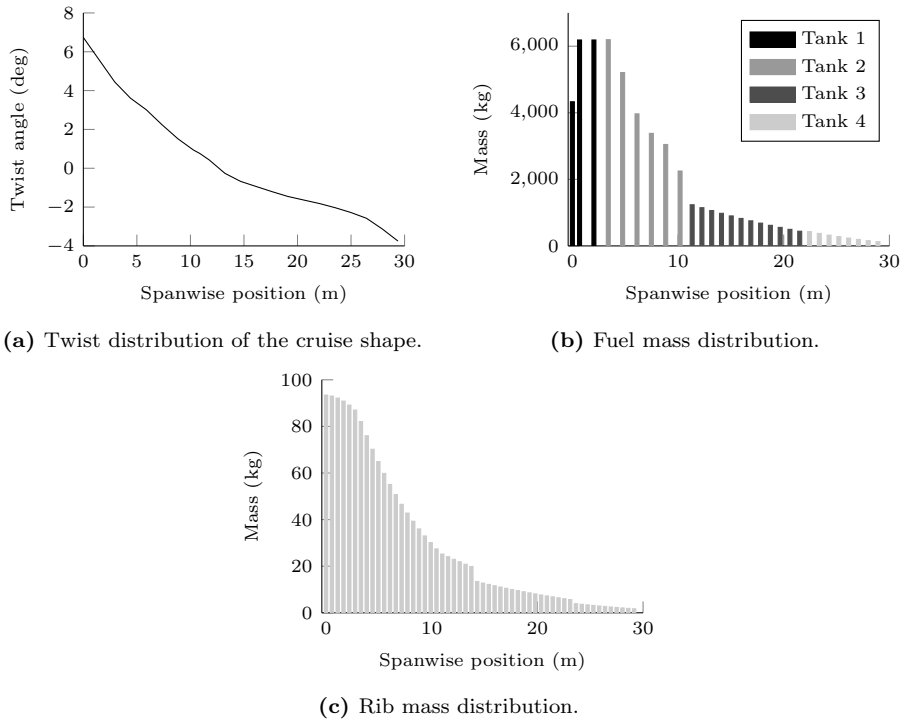 8
6
4
2
0
−2
−4
0
5
10
15
20
25
30
Twist angle (deg)
Spanwise position (m)
(a) Twist distribution of the cruise shape.
6,000
4,000
2,000
0
0
10
20
30
Mass (kg)
Spanwise position (m)
Tank 1
Tank 2
Tank 3
Tank 4
(b) Fuel mass distribution.
100
80
60
40
20
0
0
10
20
30
Mass (kg)
Spanwise position (m)
(c) Rib mass distribution.